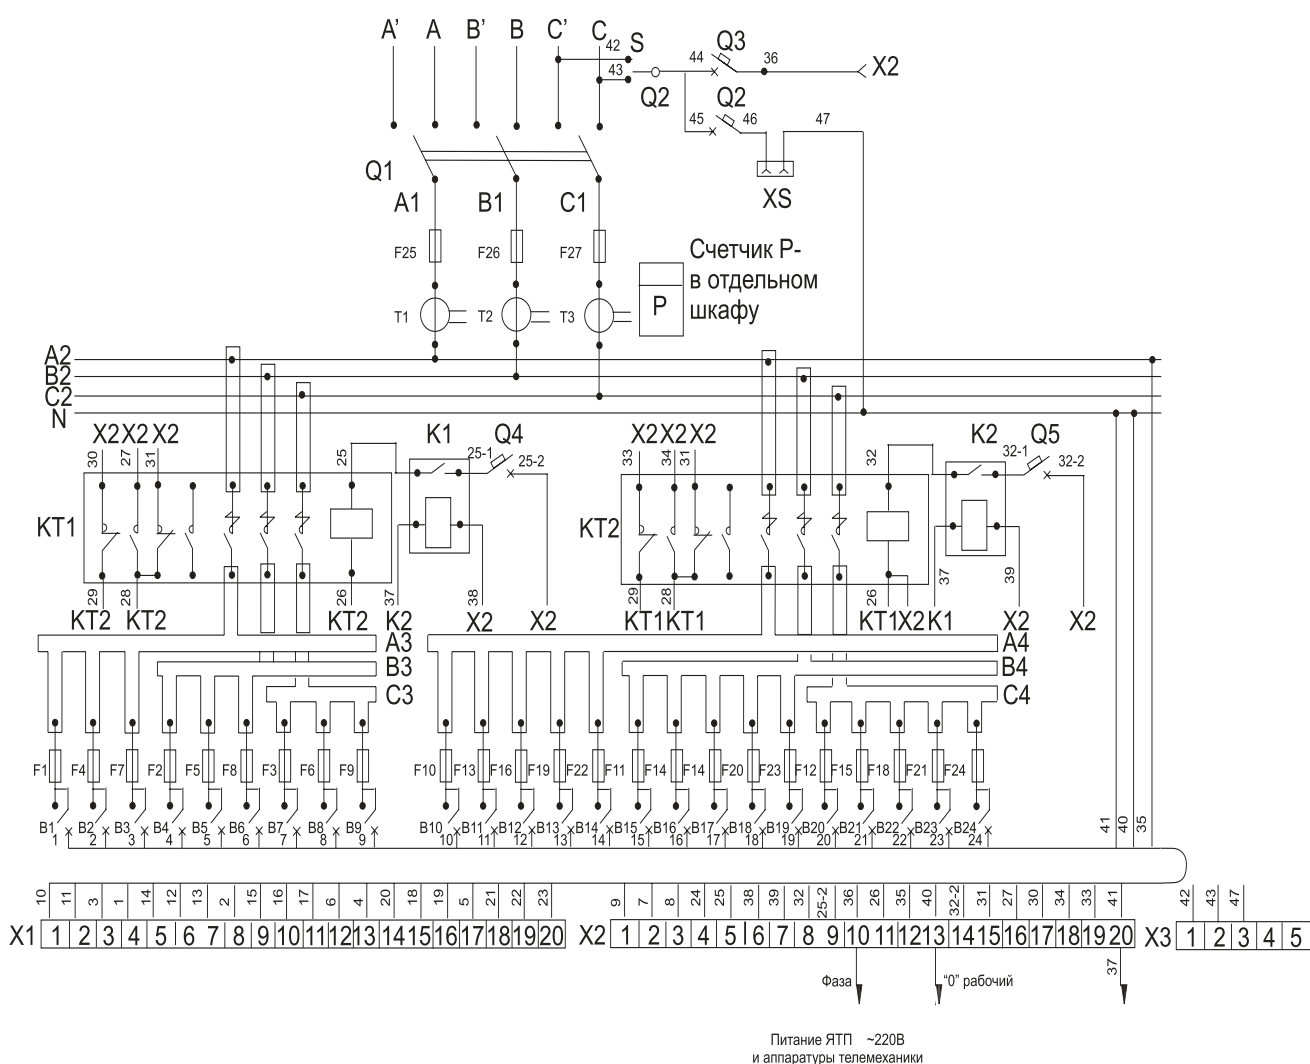 A' A B' B C' C
42 S
43
44 Q3 36 X2
Q2 Q2
45 46 47
XS
Q1
A1 B1 C1
F25 F26 F27
Счетчик Р-
в отдельном
шкафу
P
T1 T2 T3
A2
B2
C2
N
X2 X2 X2
30 27 31 25
K1 Q4
25-1 25-2
X2 X2 X2
33 34 31 32
K2 Q5
32-1 32-2
KT1 KT2
29 28 26 37 38
KT2 KT2 KT2 K2 X2 X2
29 28 26 37 39
KT1 KT1 KT1 X2 K1 X2 X2
A3 A4
B3 B4
C3 C4
F1 F4 F7 F2 F5 F8 F3 F6 F9 F10 F13 F16 F19 F22 F11 F14 F14 F20 F23 F12 F15 F18 F21 F24
B1 B2 B3 B4 B5 B6 B7 B8 B9 B10 B11 B12 B13 B14 B15 B16 B17 B18 B19 B20 B21 B22 B23 B24
1 2 3 4 5 6 7 8 9 10 11 12 13 14 15 16 17 18 19 20 21 22 23 24
41 40 35
10 11 3 1 14 12 13 2 15 16 17 6 4 20 18 19 5 21 22 23
X1 1 2 3 4 5 6 7 8 9 10 11 12 13 14 15 16 17 18 19 20
9 7 8 24 25 38 39 32 25-2 36 26 35 40 32-2 31 27 30 34 33 41
X2 1 2 3 4 5 6 7 8 9 10 11 12 13 14 15 16 17 18 19 20
42 43 47
X3 1 2 3 4 5
Фаза "0" рабочий 37
Питание ЯТП ~220В
и аппаратуры телемеханики